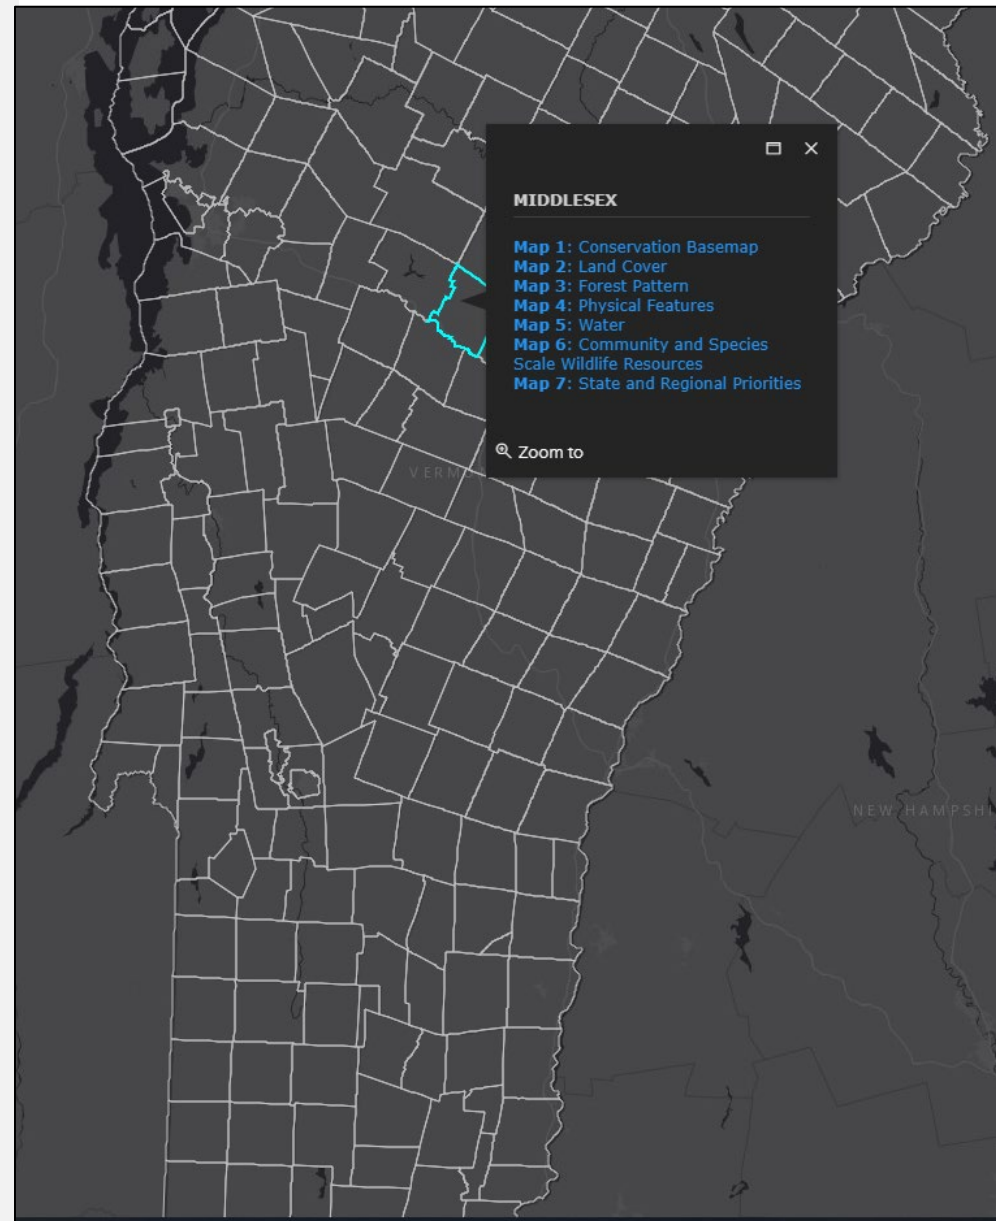 MIDDLESEX
Map 1: Conservation Basemap
Map 2: Land Cover
Map 3: Forest Pattern
Map 4: Physical Features
Map 5: Water
Map 6: Community and Species
Scale Wildlife Resources
Map 7: State and Regional Priorities
Zoom to
VERMO
NEW HAMPSHI